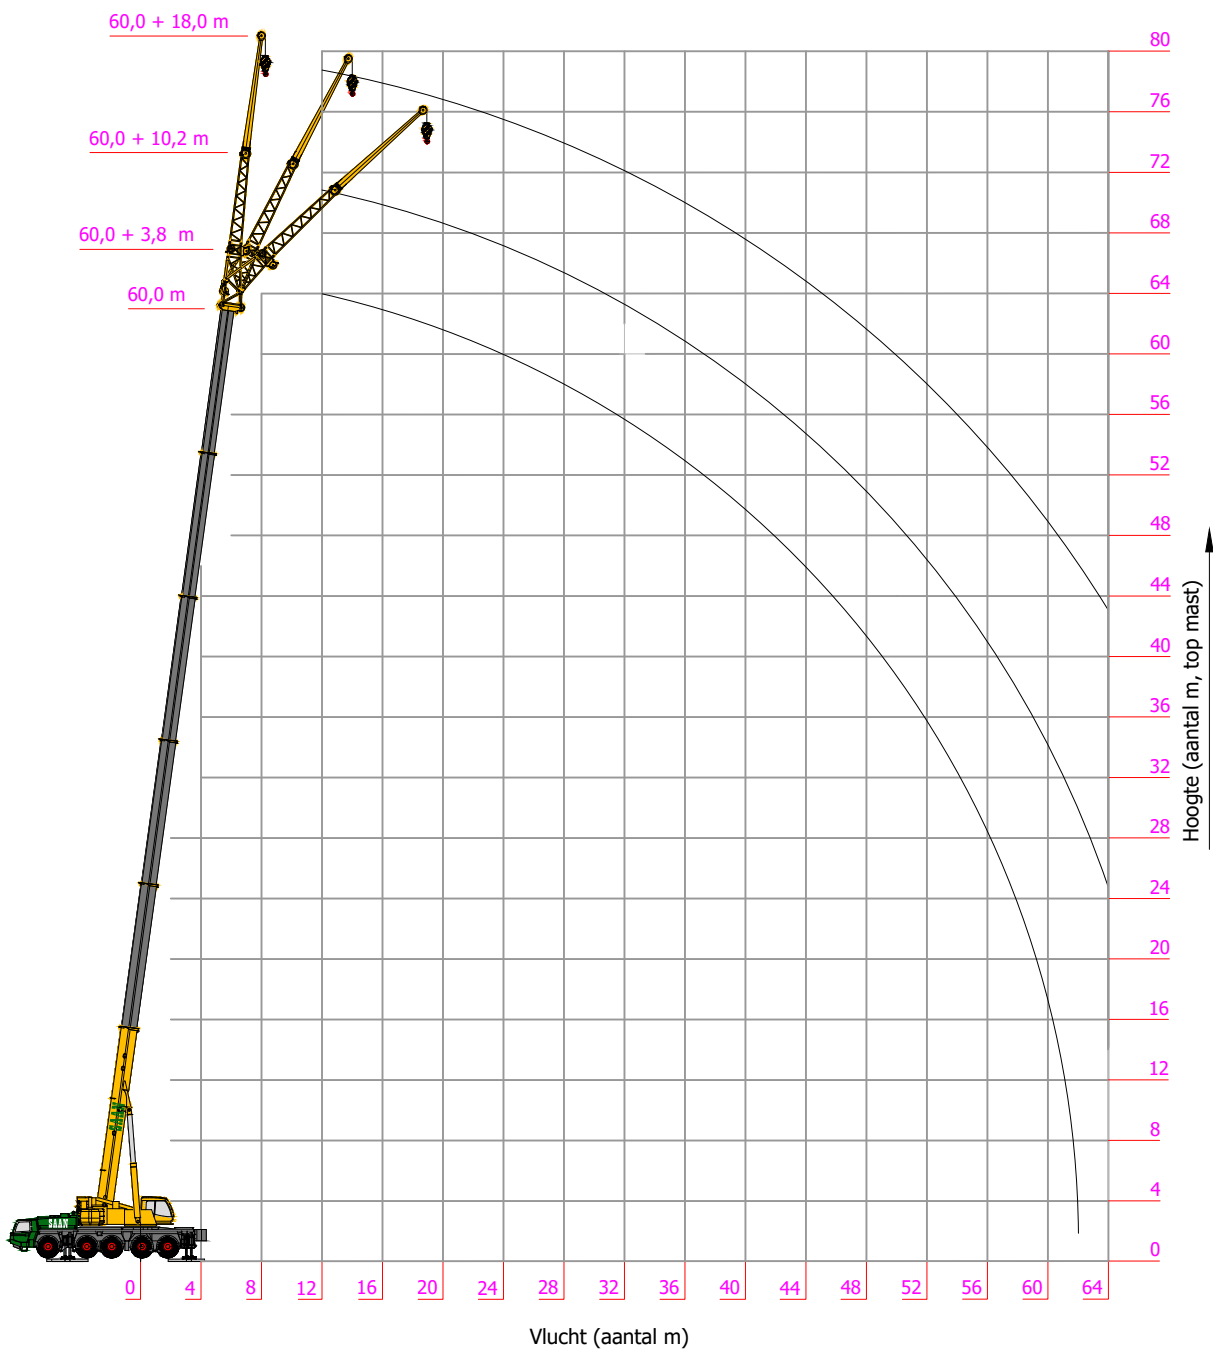 60,0 + 18,0 m
60,0 + 10,2 m
60,0 + 3,8 m
60,0 m
80
76
72
68
64
60
56
52
48
44
40
36
32
28
24
20
16
12
8
4
0
Hoogte (aantal m, top mast)
SAAN
SAAN
0 4 8 12 16 20 24 28 32 36 40 44 48 52 56 60 64
Vlucht (aantal m)